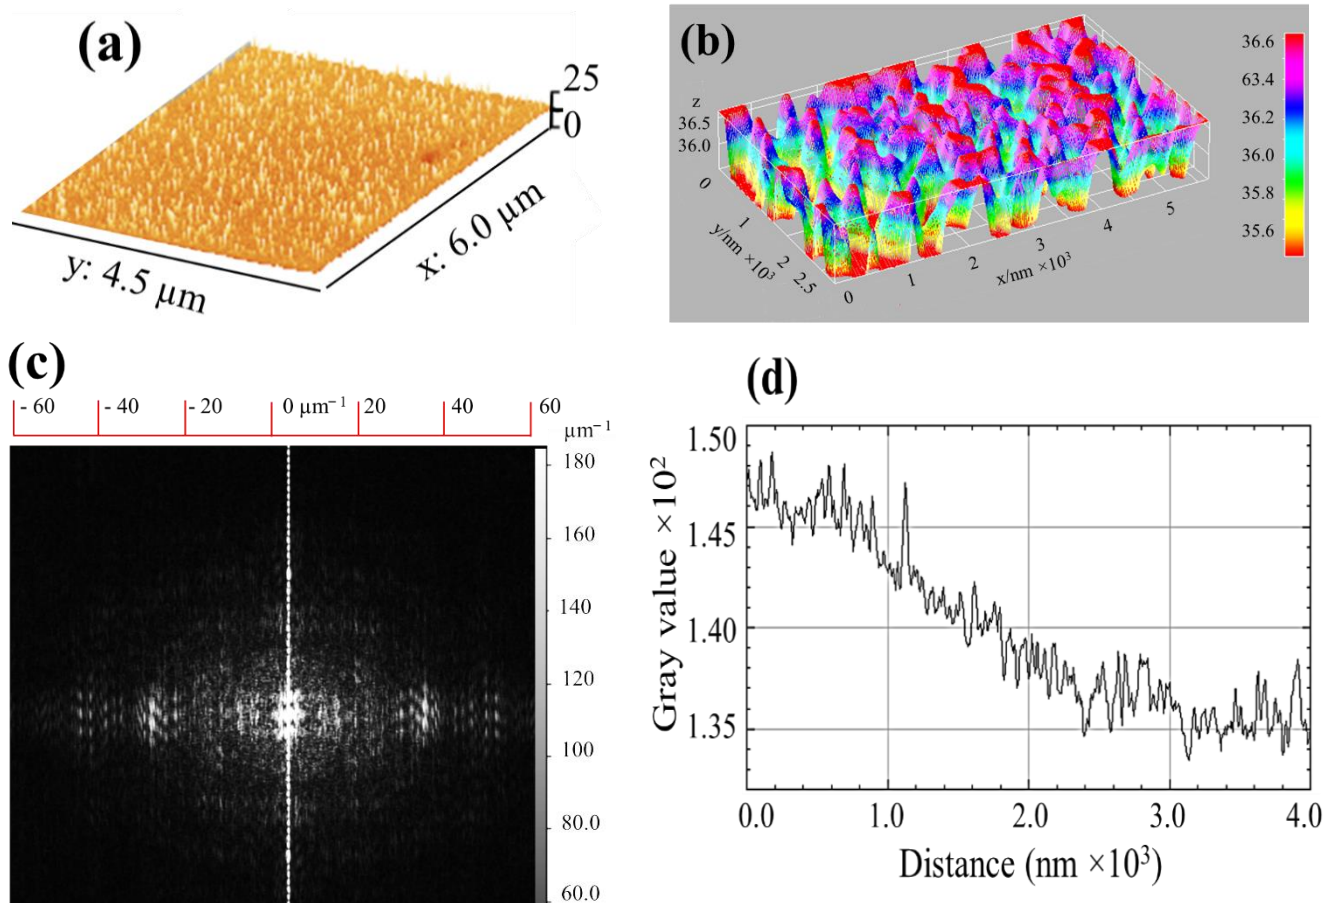 (a)
25
0
x: 6.0 µm
y: 4.5 µm
(b)
z
36.5
36.0
0
1
2
2.5
y/nm ×10³
0
1
2
3
4
5
x/nm ×10³
36.6
63.4
36.2
36.0
35.8
35.6
(c)
- 60 - 40 - 20 0 µm⁻¹ 20 40 60
µm⁻¹
180
160
140
120
100
80.0
60.0
(d)
1.50
1.45
1.40
1.35
Gray value ×10²
0.0 1.0 2.0 3.0 4.0
Distance (nm ×10³)